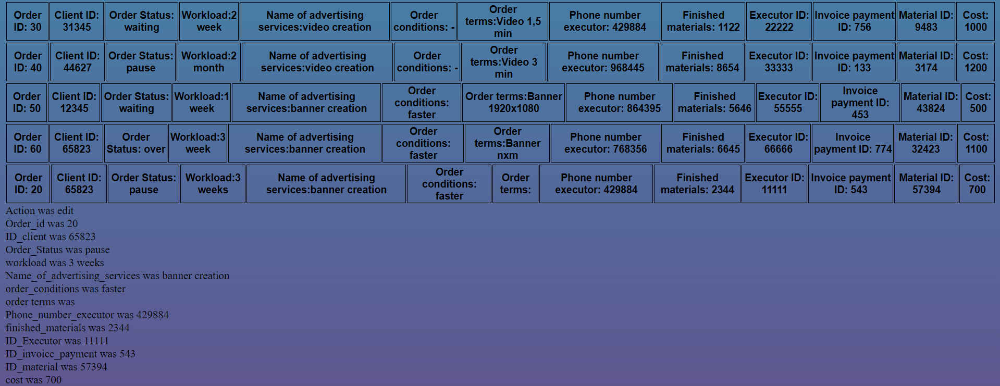 Order ID: 30 Client ID: 31345 Order Status: waiting Workload:2 week Name of advertising services:video creation Order conditions: - Order terms:Video 1,5 min Phone number executor: 429884 Finished materials: 1122 Executor ID: 22222 Invoice payment ID: 756 Material ID: 9483 Cost: 1000
Order ID: 40 Client ID: 44627 Order Status: pause Workload:2 month Name of advertising services:video creation Order conditions: - Order terms:Video 3 min Phone number executor: 968445 Finished materials: 8654 Executor ID: 33333 Invoice payment ID: 133 Material ID: 3174 Cost: 1200
Order ID: 50 Client ID: 12345 Order Status: waiting Workload:1 week Name of advertising services:banner creation Order conditions: faster Order terms:Banner 1920x1080 Phone number executor: 864395 Finished materials: 5646 Executor ID: 55555 Invoice payment ID: 453 Material ID: 43824 Cost: 500
Order ID: 60 Client ID: 65823 Order Status: over Workload:3 week Name of advertising services:banner creation Order conditions: faster Order terms:Banner nxm Phone number executor: 768356 Finished materials: 6645 Executor ID: 66666 Invoice payment ID: 774 Material ID: 32423 Cost: 1100
Order ID: 20 Client ID: 65823 Order Status: pause Workload:3 weeks Name of advertising services:banner creation Order conditions: faster Order terms: Phone number executor: 429884 Finished materials: 2344 Executor ID: 11111 Invoice payment ID: 543 Material ID: 57394 Cost: 700
Action was edit
Order_id was 20
ID_client was 65823
Order_Status was pause
workload was 3 weeks
Name_of_advertising_services was banner creation
order_conditions was faster
order terms was
Phone_number_executor was 429884
finished_materials was 2344
ID_Executor was 11111
ID_invoice_payment was 543
ID_material was 57394
cost was 700